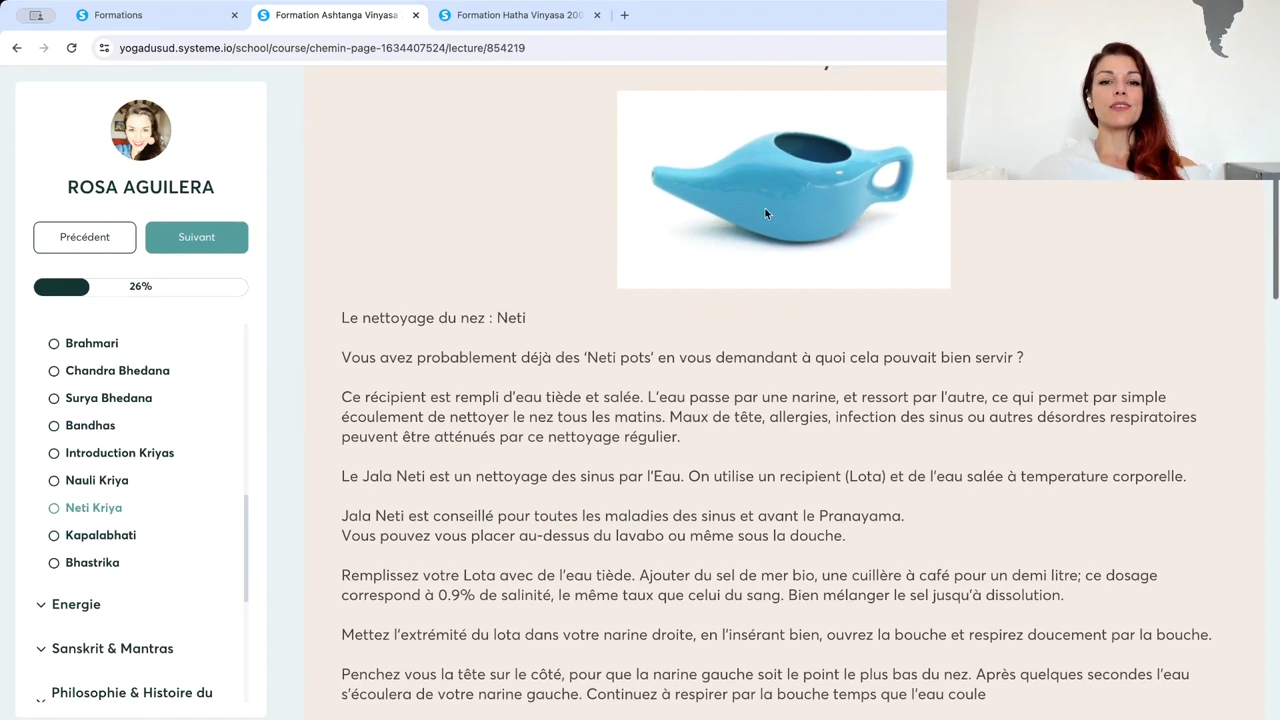 Formations
Formation Ashtanga Vinyasa
Formation Hatha Vinyasa 200
yogadusud.systeme.io/school/course/chemin-page-1634407524/lecture/854219
ROSA AGUILERA
Précédent
Suivant
26%
Brahmari
Chandra Bhedana
Surya Bhedana
Bandhas
Introduction Kriyas
Nauli Kriya
Neti Kriya
Kapalabhati
Bhastrika
Energie
Sanskrit & Mantras
Philosophie & Histoire du
Le nettoyage du nez : Neti
Vous avez probablement déjà des ‘Neti pots‘ en vous demandant à quoi cela pouvait bien servir ?
Ce récipient est rempli d’eau tiède et salée. L’eau passe par une narine, et ressort par l’autre, ce qui permet par simple
écoulement de nettoyer le nez tous les matins. Maux de tête, allergies, infection des sinus ou autres désordres respiratoires
peuvent être atténués par ce nettoyage régulier.
Le Jala Neti est un nettoyage des sinus par l’Eau. On utilise un recipient (Lota) et de l’eau salée à temperature corporelle.
Jala Neti est conseillé pour toutes les maladies des sinus et avant le Pranayama.
Vous pouvez vous placer au-dessus du lavabo ou même sous la douche.
Remplissez votre Lota avec de l’eau tiède. Ajouter du sel de mer bio, une cuillère à café pour un demi litre; ce dosage
correspond à 0.9% de salinité, le même taux que celui du sang. Bien mélanger le sel jusqu’à dissolution.
Mettez l’extrémité du lota dans votre narine droite, en l’insérant bien, ouvrez la bouche et respirez doucement par la bouche.
Penchez vous la tête sur le côté, pour que la narine gauche soit le point le plus bas du nez. Après quelques secondes l’eau
s’écoulera de votre narine gauche. Continuez à respirer par la bouche temps que l’eau coule